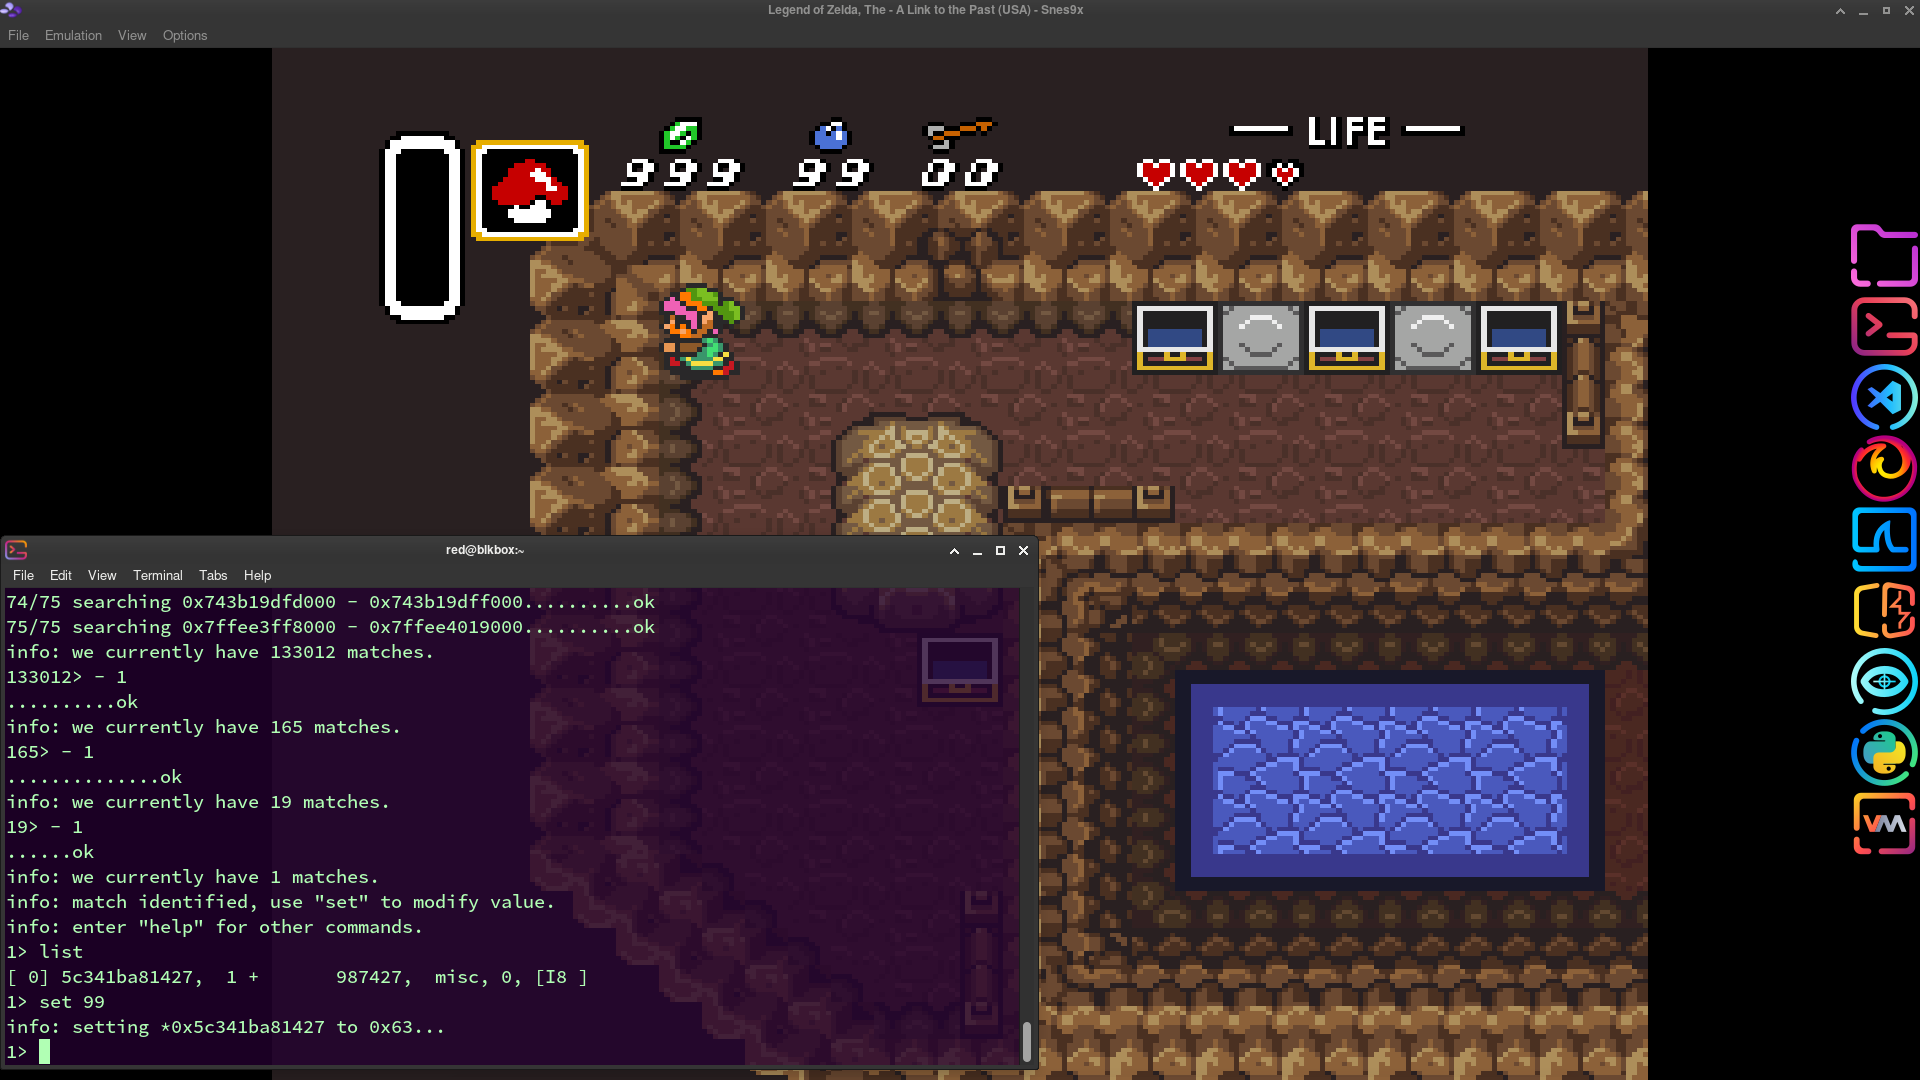 Legend of Zelda, The - A Link to the Past (USA) - Snes9x
File Emulation View Options
LIFE
999 99 00
red@blkbox:~
File Edit View Terminal Tabs Help
74/75 searching 0x743b19dfd000 - 0x743b19dff000..........ok
75/75 searching 0x7ffee3ff8000 - 0x7ffee4019000..........ok
info: we currently have 133012 matches.
133012> - 1
..........ok
info: we currently have 165 matches.
165> - 1
..............ok
info: we currently have 19 matches.
19> - 1
......ok
info: we currently have 1 matches.
info: match identified, use "set" to modify value.
info: enter "help" for other commands.
1> list
[ 0] 5c341ba81427,  1 +       987427,  misc, 0, [I8 ]
1> set 99
info: setting *0x5c341ba81427 to 0x63...
1>
VM